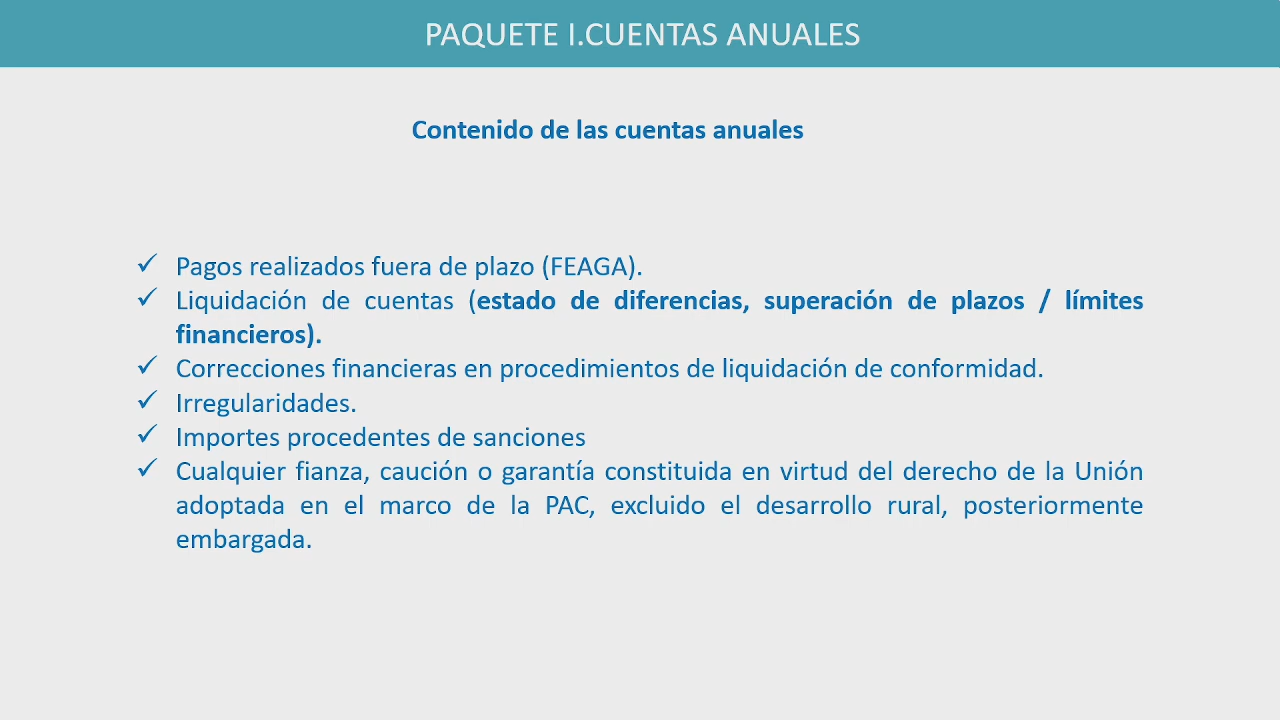 PAQUETE I.CUENTAS ANUALES
Contenido de las cuentas anuales
✓ Pagos realizados fuera de plazo (FEAGA).
✓ Liquidación de cuentas (estado de diferencias, superación de plazos / límites
financieros).
✓ Correcciones financieras en procedimientos de liquidación de conformidad.
✓ Irregularidades.
✓ Importes procedentes de sanciones
✓ Cualquier fianza, caución o garantía constituida en virtud del derecho de la Unión
adoptada en el marco de la PAC, excluido el desarrollo rural, posteriormente
embargada.